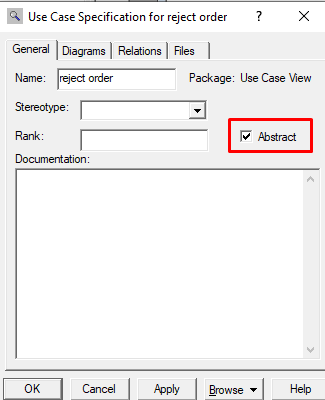 Use Case Specification for reject order ? ×
General Diagrams Relations Files
Name: reject order Package: Use Case View
Stereotype:
Rank: Abstract
Documentation:
OK Cancel Apply Browse Help